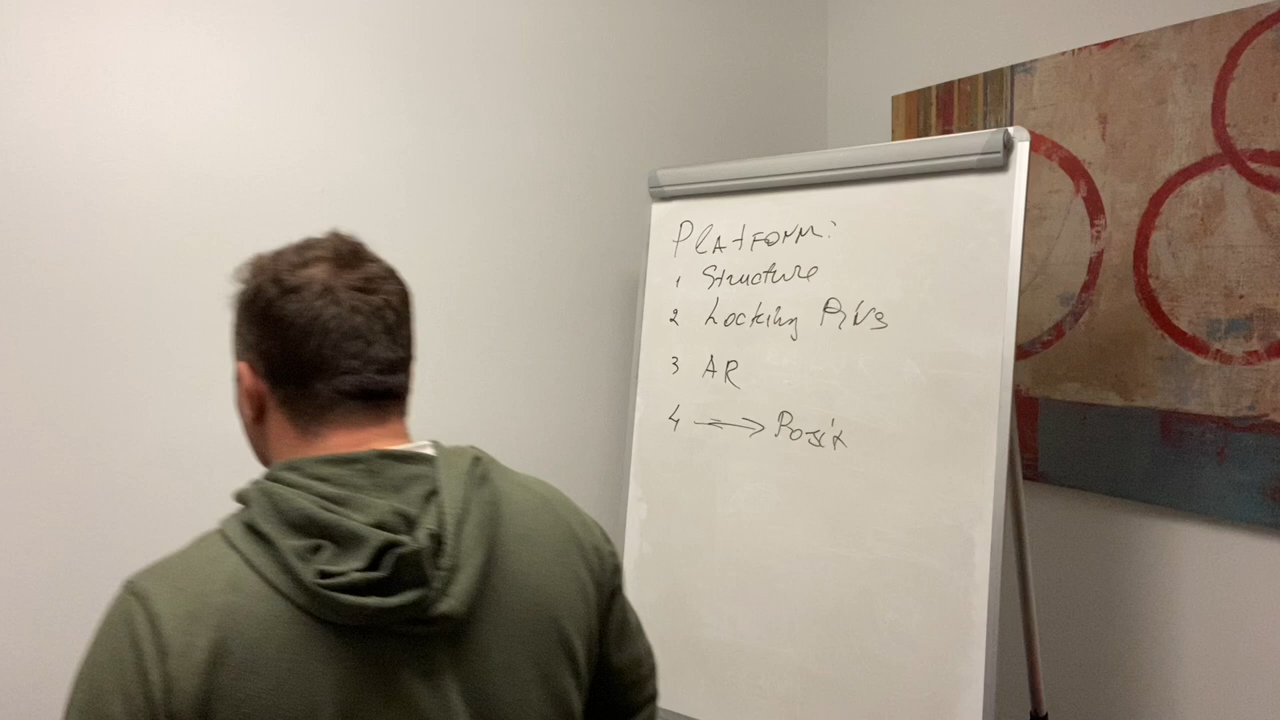 Platform:
1 Structure
2 Locking Pins
3 AR
4 ⟷